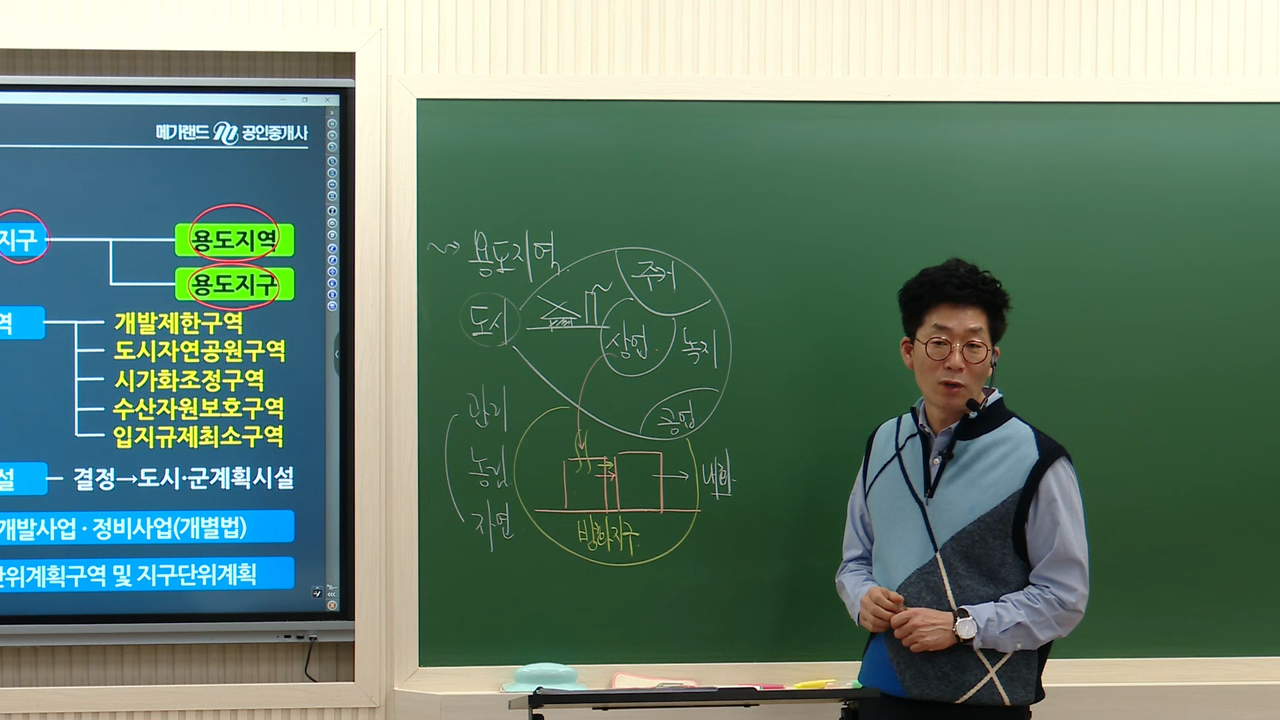 메가랜드 공인중개사
지구
용도지역
용도지구
역
개발제한구역
도시자연공원구역
시가화조정구역
수산자원보호구역
입지규제최소구역
설
결정→도시·군계획시설
개발사업·정비사업(개별법)
단위계획구역 및 지구단위계획
~> 용도지역
주거
도시
상업
녹지
공업
관리
농림
자연
내화
방화지구